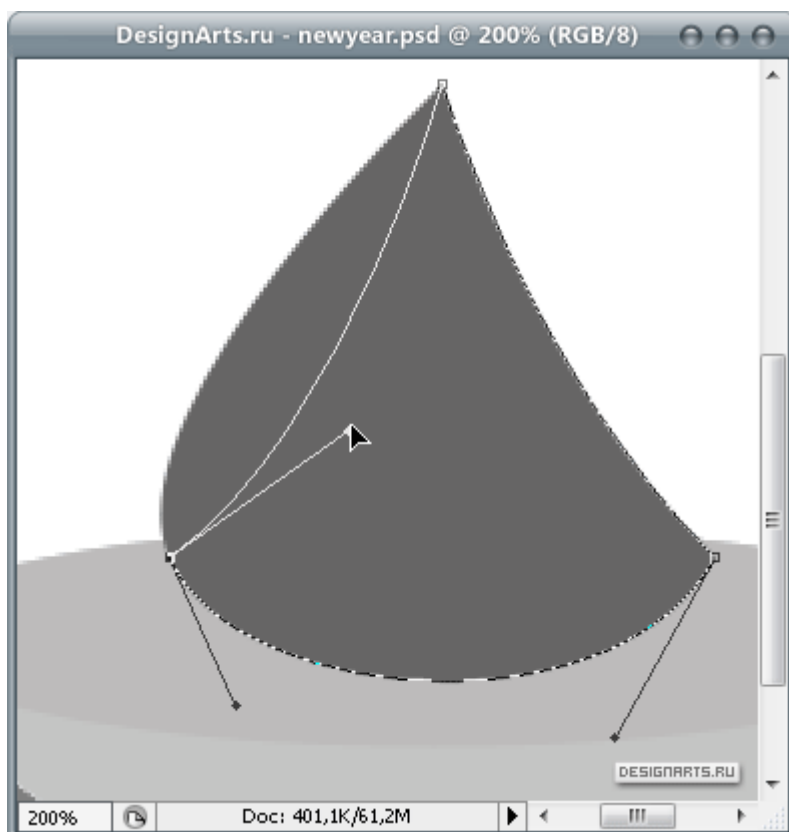 DesignArts.ru - newyear.psd @ 200% (RGB/8)
DESIGNARTS.RU
200% Doc: 401,1K/61,2M